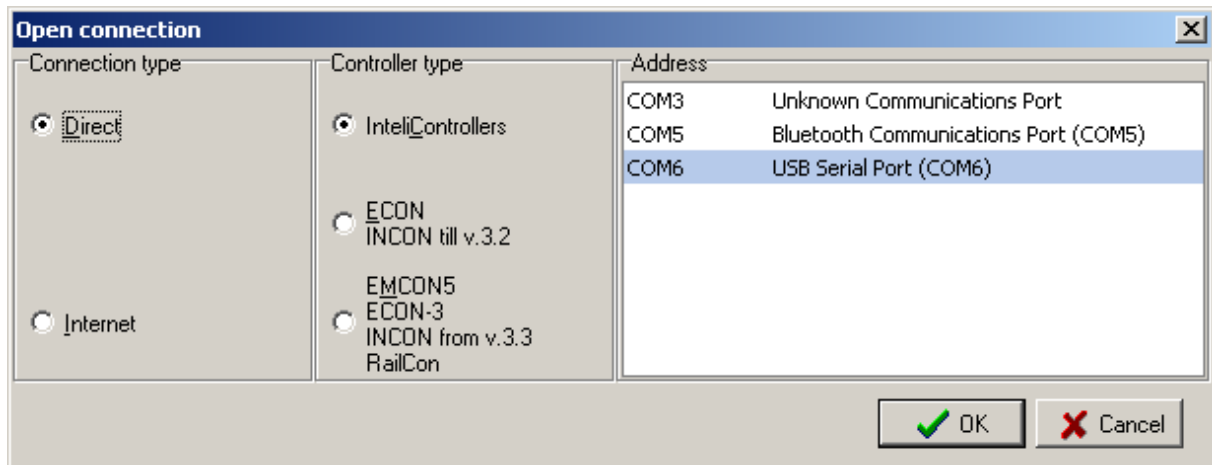 Open connection
Connection type
Direct
Internet
Controller type
InteliControllers
ECON
INCON till v.3.2
EMCON5
ECON-3
INCON from v.3.3
RailCon
Address
COM3 Unknown Communications Port
COM5 Bluetooth Communications Port (COM5)
COM6 USB Serial Port (COM6)
OK
Cancel